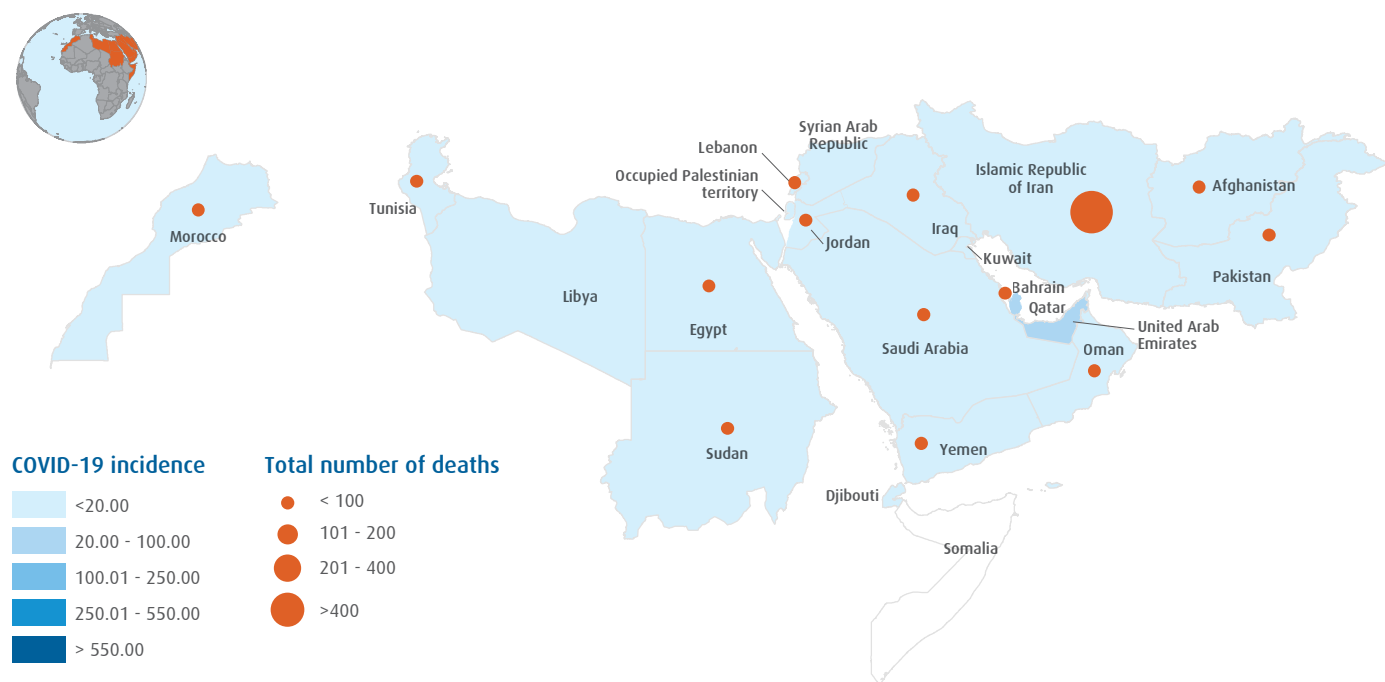 Syrian Arab
Republic
Lebanon
Occupied Palestinian
territory
Islamic Republic
of Iran
Afghanistan
Tunisia
Morocco
Jordan
Iraq
Kuwait
Pakistan
Libya
Egypt
Bahrain
Qatar
United Arab
Emirates
Saudi Arabia
Oman
Sudan
Yemen
Djibouti
Somalia
COVID-19 incidence
<20.00
20.00 - 100.00
100.01 - 250.00
250.01 - 550.00
> 550.00
Total number of deaths
< 100
101 - 200
201 - 400
>400